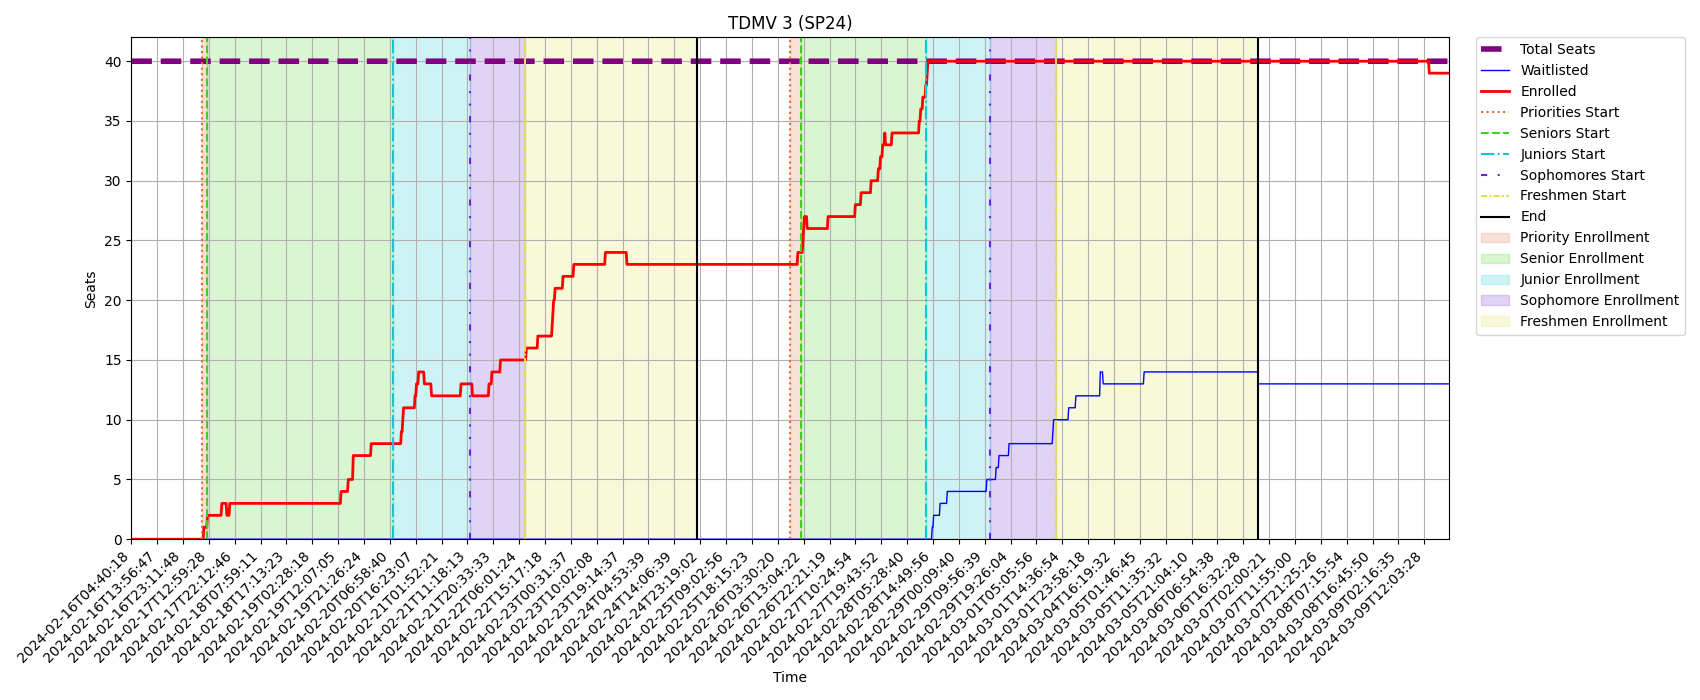 TDMV 3 (SP24)
Total Seats
Waitlisted
Enrolled
Priorities Start
Seniors Start
Juniors Start
Sophomores Start
Freshmen Start
End
Priority Enrollment
Senior Enrollment
Junior Enrollment
Sophomore Enrollment
Freshmen Enrollment
Seats
40
35
30
25
20
15
10
5
0
2024-02-16T04:40:18
2024-02-16T13:56:47
2024-02-16T23:11:48
2024-02-17T12:59:28
2024-02-17T22:12:46
2024-02-18T07:59:11
2024-02-18T17:13:23
2024-02-19T02:28:18
2024-02-19T12:07:05
2024-02-19T21:26:24
2024-02-20T06:58:40
2024-02-20T16:23:07
2024-02-21T01:52:21
2024-02-21T11:18:13
2024-02-21T20:33:33
2024-02-22T06:01:24
2024-02-22T15:17:18
2024-02-23T00:31:37
2024-02-23T10:02:08
2024-02-23T19:14:37
2024-02-24T04:53:39
2024-02-24T14:06:39
2024-02-24T23:19:02
2024-02-25T09:02:56
2024-02-25T18:15:23
2024-02-26T03:30:20
2024-02-26T13:04:22
2024-02-26T22:21:19
2024-02-27T10:24:54
2024-02-27T19:43:52
2024-02-28T05:28:40
2024-02-28T14:49:56
2024-02-29T00:09:40
2024-02-29T09:56:39
2024-02-29T19:26:04
2024-03-01T05:05:56
2024-03-01T14:36:54
2024-03-01T23:58:18
2024-03-04T16:19:32
2024-03-05T01:46:45
2024-03-05T11:35:32
2024-03-05T21:04:10
2024-03-06T06:54:38
2024-03-06T16:32:28
2024-03-07T02:00:21
2024-03-07T11:55:00
2024-03-07T21:25:26
2024-03-08T07:15:54
2024-03-08T16:45:50
2024-03-09T02:16:35
2024-03-09T12:03:28
Time